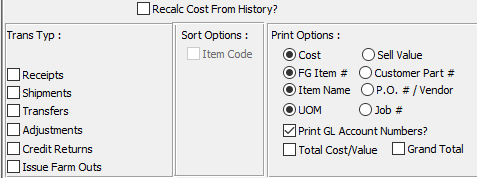 Recalc Cost From History?
Trans Typ :
Receipts
Shipments
Transfers
Adjustments
Credit Returns
Issue Farm Outs
Sort Options :
Item Code
Print Options :
Cost Sell Value
FG Item # Customer Part #
Item Name P.O. # / Vendor
UOM Job #
Print GL Account Numbers?
Total Cost/Value Grand Total